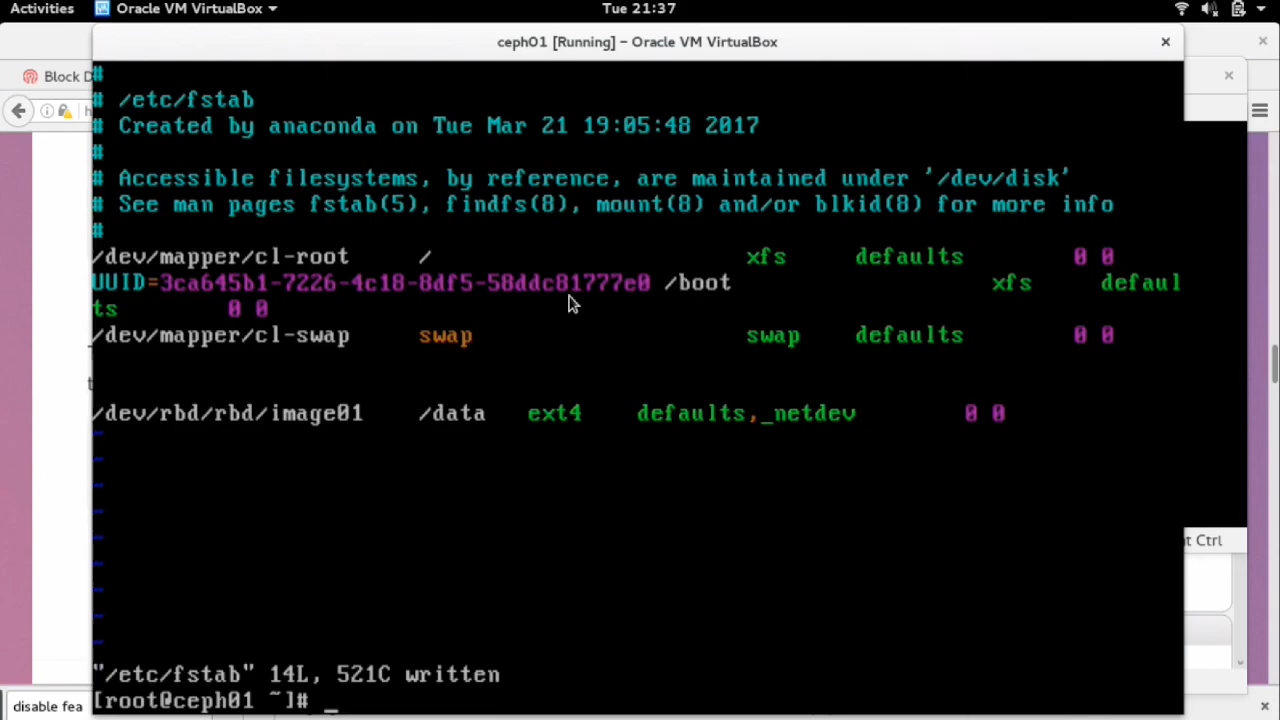 Activities Oracle VM VirtualBox Tue 21:37
ceph01 [Running] - Oracle VM VirtualBox
Block D
#
# /etc/fstab
# Created by anaconda on Tue Mar 21 19:05:48 2017
#
# Accessible filesystems, by reference, are maintained under '/dev/disk'
# See man pages fstab(5), findfs(8), mount(8) and/or blkid(8) for more info
#
/dev/mapper/cl-root / xfs defaults 0 0
UUID=3ca645b1-7226-4c18-8df5-58ddc81777e0 /boot xfs defaul
ts 0 0
/dev/mapper/cl-swap swap swap defaults 0 0
/dev/rbd/rbd/image01 /data ext4 defaults,_netdev 0 0
~
~
~
~
~
~
~
~
~
"/etc/fstab" 14L, 521C written
[root@ceph01 ~]# _
t Ctrl
disable fea